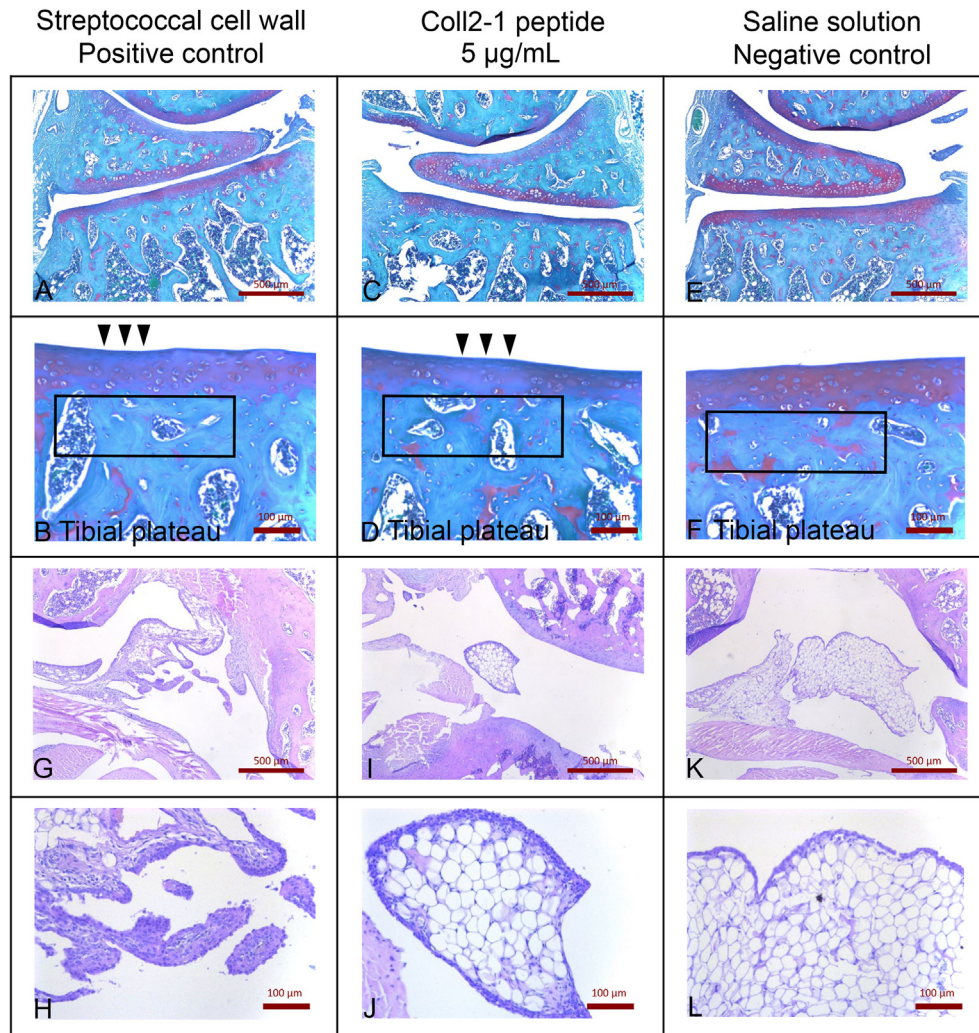 Streptococcal cell wall
Positive control
Coll2-1 peptide
5 µg/mL
Saline solution
Negative control
A
500 µm
C
500 µm
E
500 µm
B Tibial plateau
100 µm
D Tibial plateau
100 µm
F Tibial plateau
100 µm
G
500 µm
I
500 µm
K
500 µm
H
100 µm
J
100 µm
L
100 µm